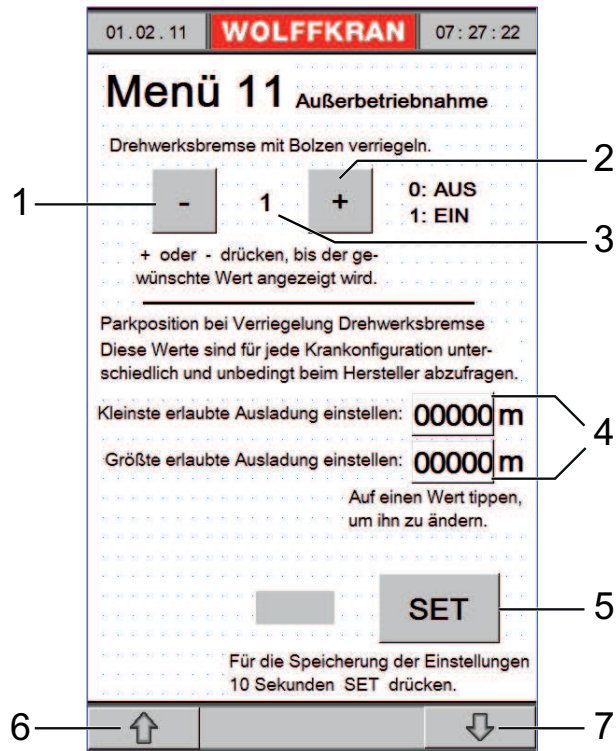 01.02.11 WOLFFKRAN 07:27:22
Menü 11 Außerbetriebnahme
Drehwerksbremse mit Bolzen verriegeln.
1 - 1 + 2
0: AUS
1: EIN
3
+ oder - drücken, bis der ge-
wünschte Wert angezeigt wird.
Parkposition bei Verriegelung Drehwerksbremse
Diese Werte sind für jede Krankonfiguration unter-
schiedlich und unbedingt beim Hersteller abzufragen.
Kleinste erlaubte Ausladung einstellen: 00000 m
4
Größte erlaubte Ausladung einstellen: 00000 m
Auf einen Wert tippen,
um ihn zu ändern.
SET 5
Für die Speicherung der Einstellungen
10 Sekunden SET drücken.
6 7